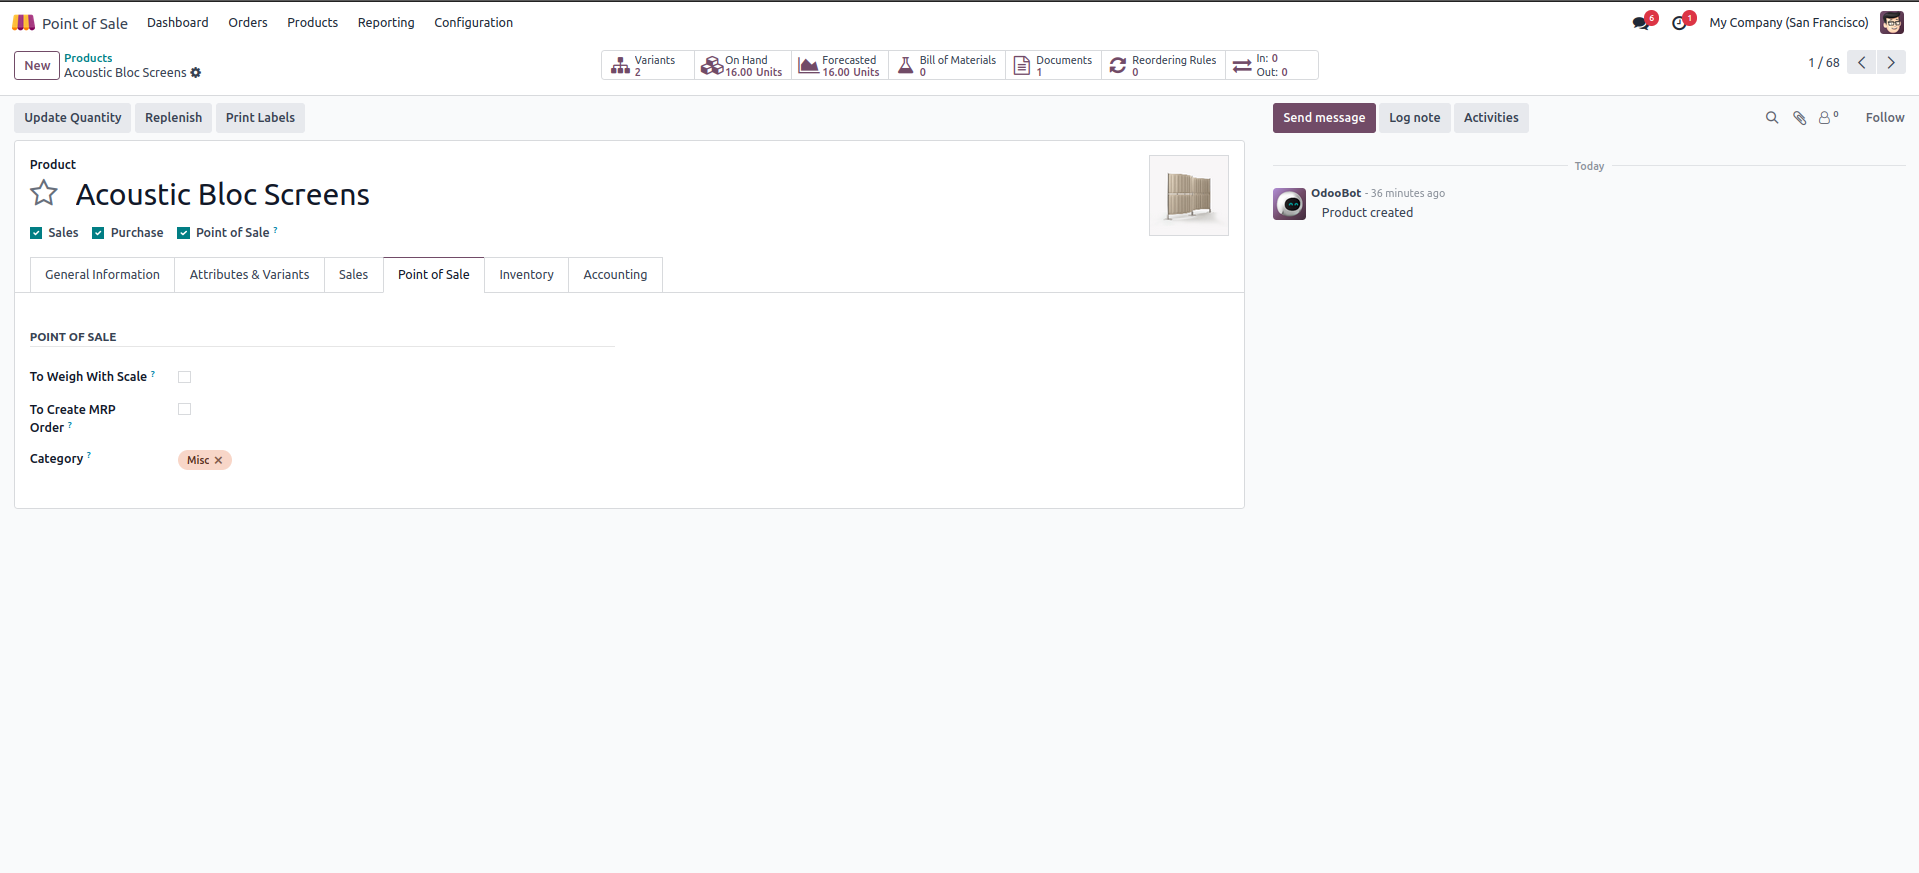 Point of Sale Dashboard Orders Products Reporting Configuration 6 1 My Company (San Francisco)
New Products
Acoustic Bloc Screens
Variants
2
On Hand
16.00 Units
Forecasted
16.00 Units
Bill of Materials
0
Documents
1
Reordering Rules
0
In: 0
Out: 0
1 / 68
Update Quantity Replenish Print Labels
Send message Log note Activities 0 Follow
Product
Acoustic Bloc Screens
Sales Purchase Point of Sale ?
General Information Attributes & Variants Sales Point of Sale Inventory Accounting
POINT OF SALE
To Weigh With Scale ?
To Create MRP
Order ?
Category ? Misc
Today
OdooBot - 36 minutes ago
Product created